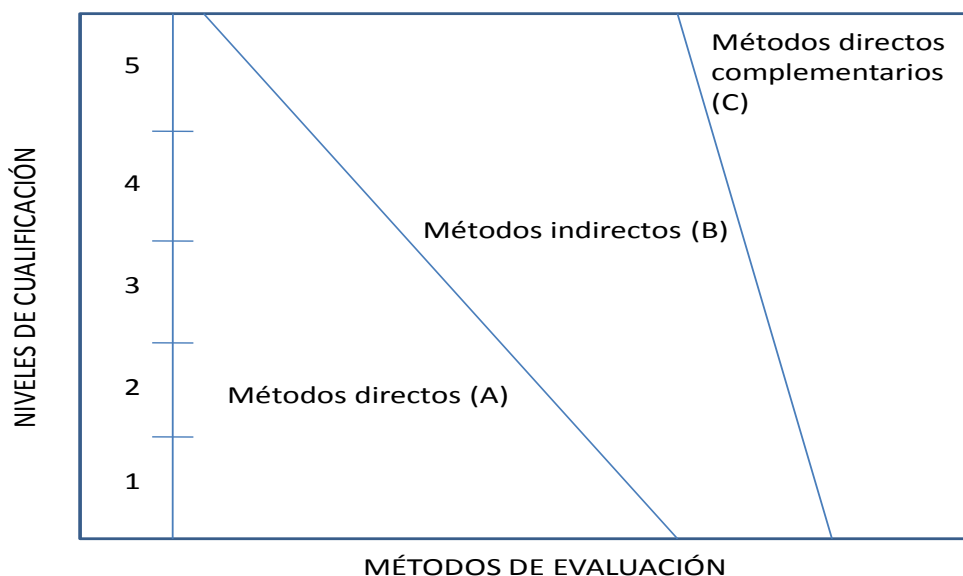 NIVELES DE CUALIFICACIÓN
5
4
3
2
1
Métodos directos
complementarios
(C)
Métodos indirectos (B)
Métodos directos (A)
MÉTODOS DE EVALUACIÓN